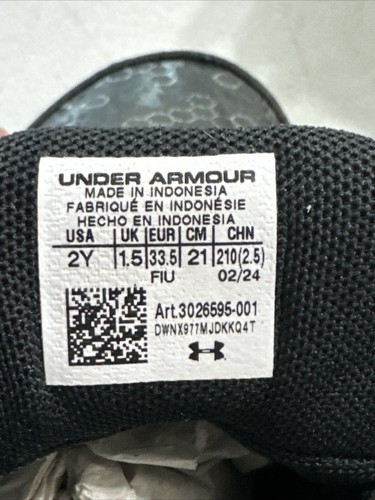 UNDER ARMOUR
MADE IN INDONESIA
FABRIQUÉ EN INDONÉSIE
HECHO EN INDONESIA
USA UK EUR CM CHN
2Y 1.5 33.5 21 210(2.5)
FIU 02/24
Art.3026595-001
DWNX977MJDKKQ4T